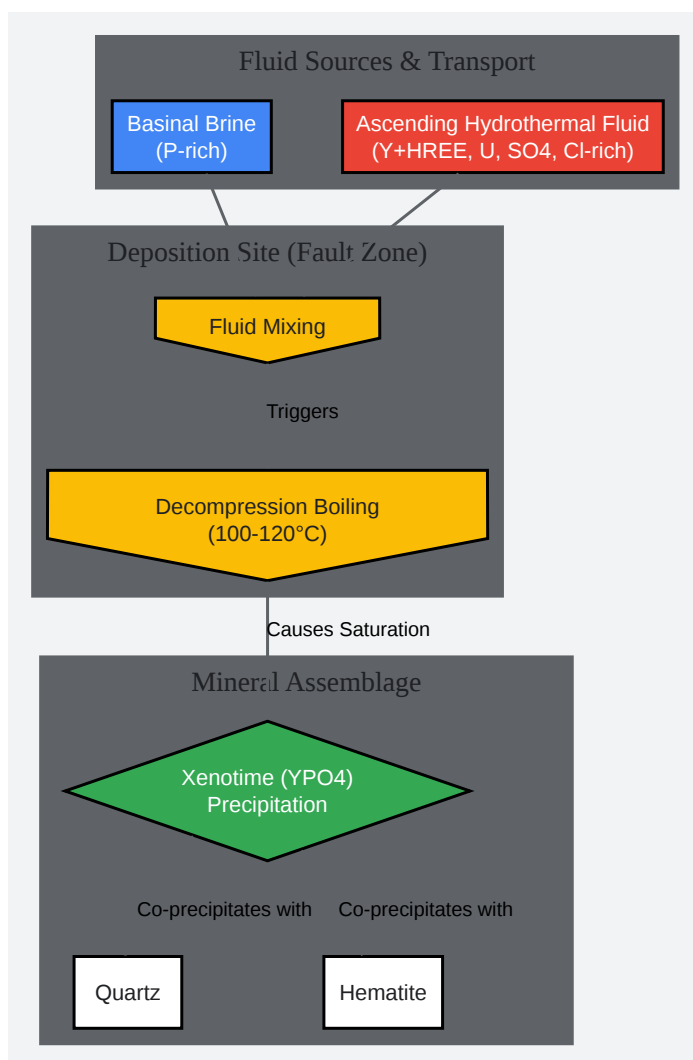 Fluid Sources & Transport
Basinal Brine
(P-rich)
Ascending Hydrothermal Fluid
(Y+HREE, U, SO4, Cl-rich)
Deposition Site (Fault Zone)
Fluid Mixing
Triggers
Decompression Boiling
(100-120°C)
Causes Saturation
Mineral Assemblage
Xenotime (YPO4)
Precipitation
Co-precipitates with
Co-precipitates with
Quartz
Hematite